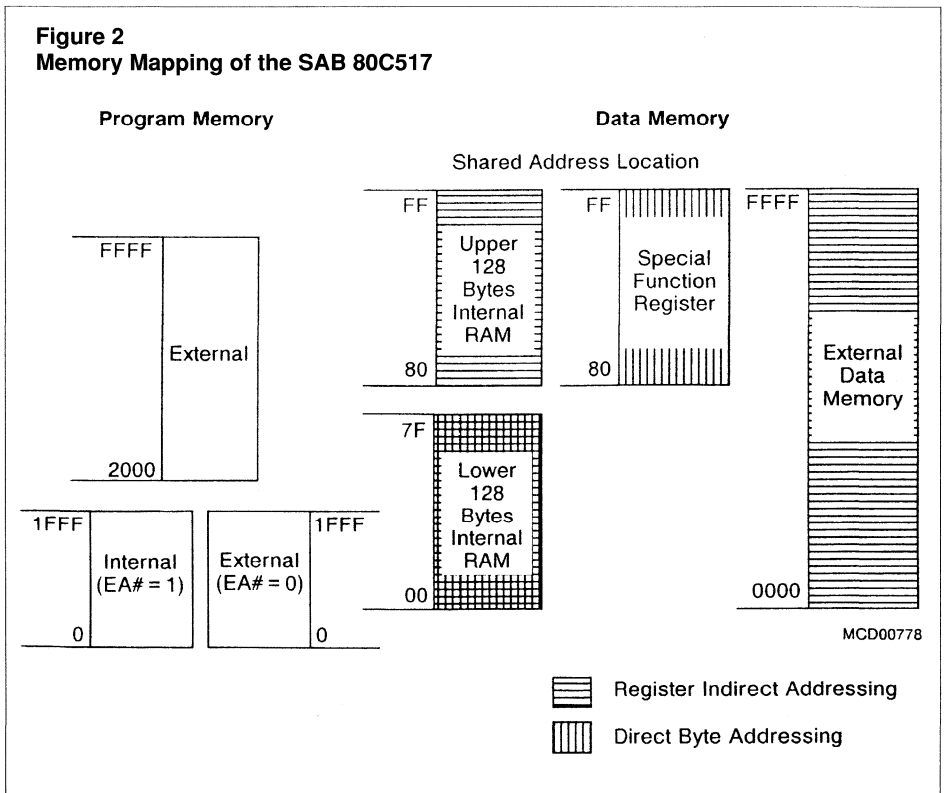 Figure 2
Memory Mapping of the SAB 80C517
Program Memory
Data Memory
Shared Address Location
FFFF
External
2000
1FFF
Internal
(EA# = 1)
0
External
(EA# = 0)
1FFF
0
FF
Upper
128
Bytes
Internal
RAM
80
7F
Lower
128
Bytes
Internal
RAM
00
FF
Special
Function
Register
80
FFFF
External
Data
Memory
0000
MCD00778
Register Indirect Addressing
Direct Byte Addressing